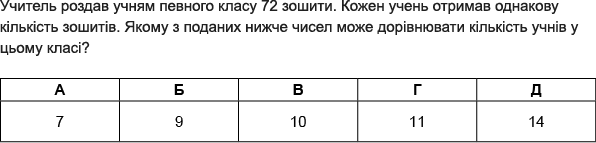 Учитель роздав учням певного класу 72 зошити. Кожен учень отримав однакову
кількість зошитів. Якому з поданих нижче чисел може дорівнювати кількість учнів у
цьому класі?
А Б В Г Д
7 9 10 11 14